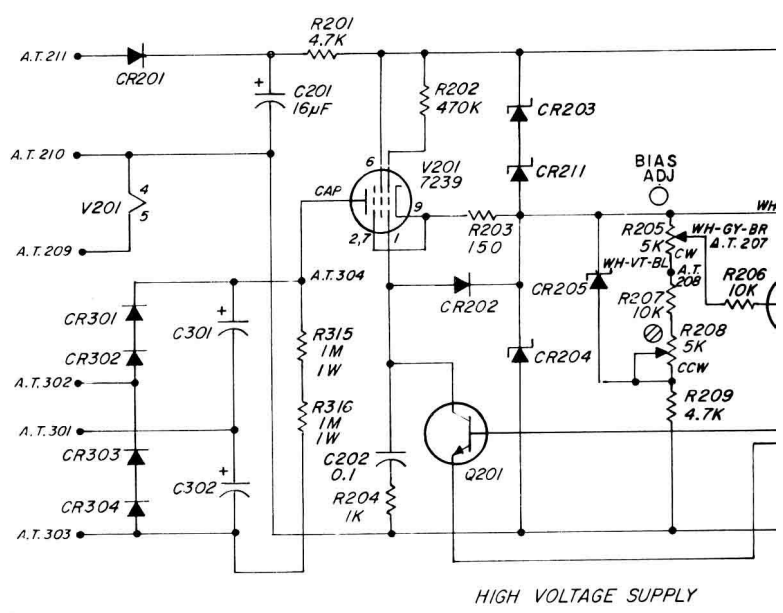 R201
4.7K
A.T.211
CR201
+
C201
16μF
R202
470K
CR203
A.T.210
V201
4
5
6
V201
7239
CR211
BIAS
ADJ
CAP
9
2,7
1
R203
150
WH
R205
5K
CW
WH-GY-BR
A.T.207
A.T.209
WH-VT-BL
A.T.
208
R206
10K
A.T.304
CR202
CR205
R207
10K
CR301
C301
+
R315
1M
1W
R208
5K
CCW
CR302
CR204
A.T.302
R316
1M
1W
R209
4.7K
A.T.301
CR303
+
C302
C202
0.1
Q201
CR304
R204
1K
A.T.303
HIGH VOLTAGE SUPPLY